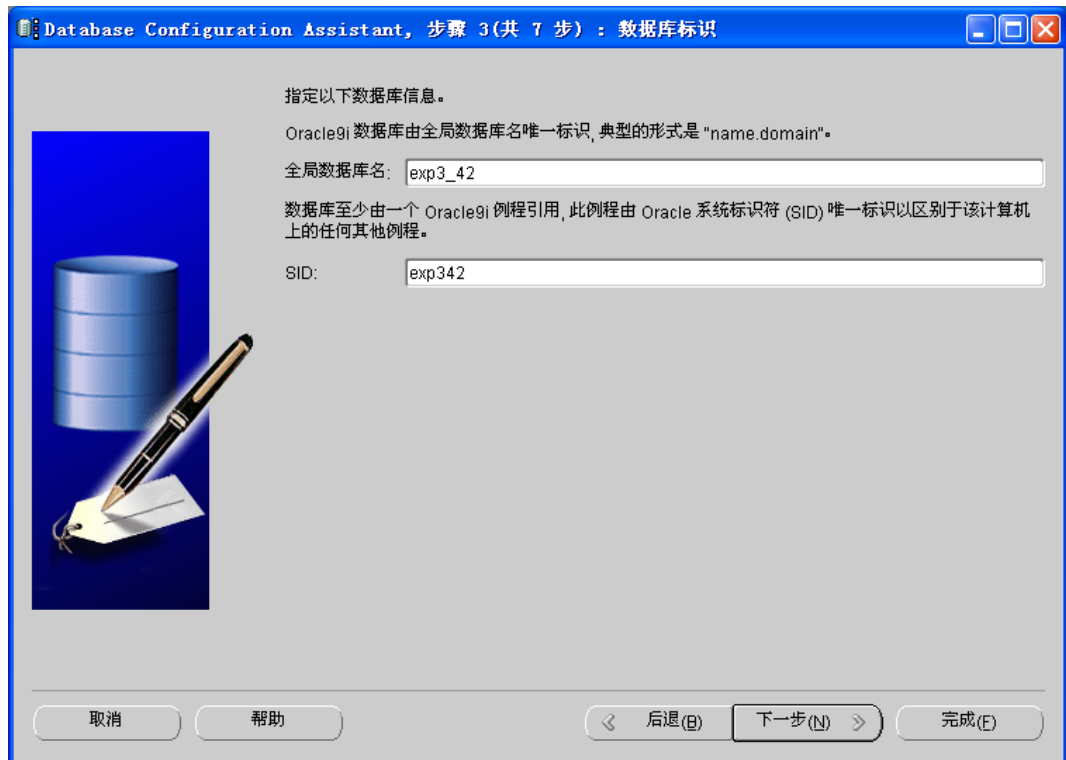 Database Configuration Assistant, 步骤 3(共 7 步) : 数据库标识
指定以下数据库信息。
Oracle9i 数据库由全局数据库名唯一标识, 典型的形式是 "name.domain"。
全局数据库名: exp3_42
数据库至少由一个 Oracle9i 例程引用, 此例程由 Oracle 系统标识符 (SID) 唯一标识以区别于该计算机
上的任何其他例程。
SID: exp342
取消 帮助 后退(B) 下一步(N) 完成(F)